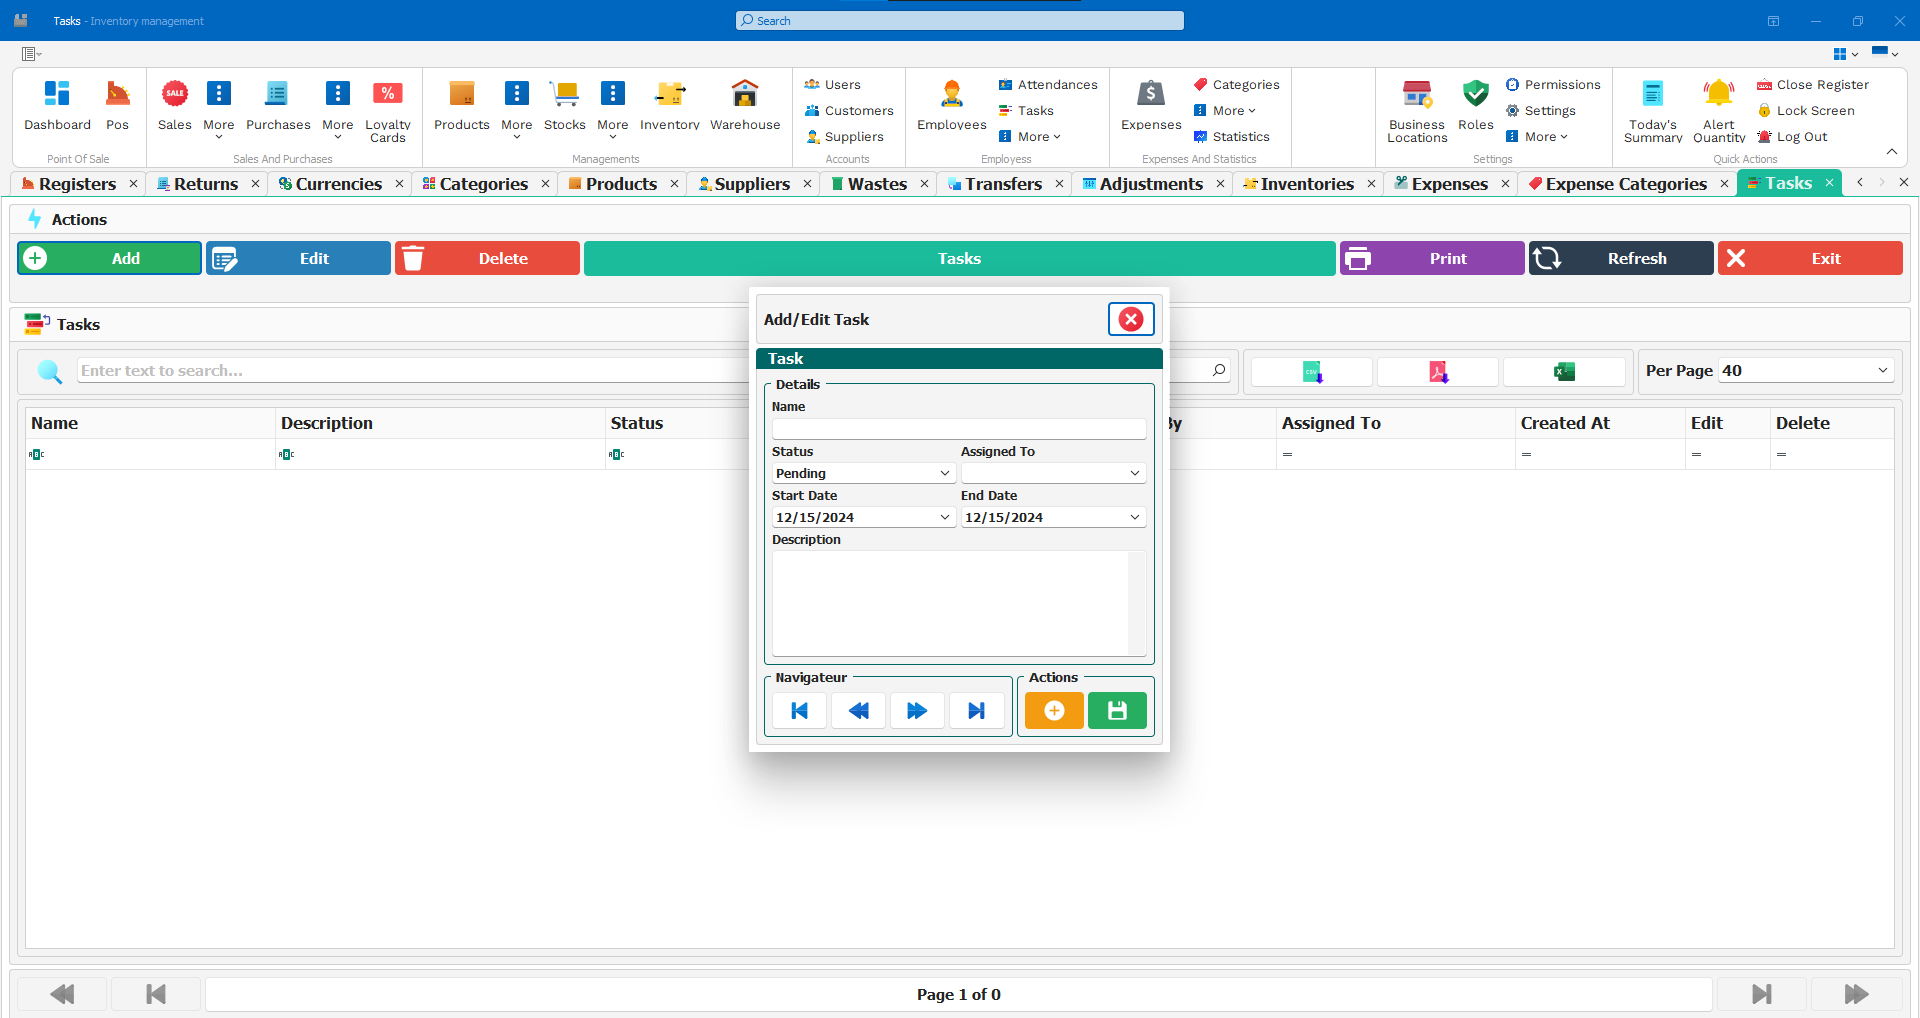 Tasks - Inventory management
Search
Dashboard
Pos
Point Of Sale
SALE
Sales
More
Purchases
More
%
Loyalty
Cards
Sales And Purchases
Products
More
Stocks
More
Inventory
Warehouse
Managements
Users
Customers
Suppliers
Accounts
Employees
Attendances
Tasks
More
Employess
$
Expenses
Categories
More
Statistics
Expenses And Statistics
Business
Locations
Roles
Permissions
Settings
More
Settings
Today's
Summary
Alert
Quantity
Close Register
Lock Screen
Log Out
Quick Actions
Registers
Returns
Currencies
Categories
Products
Suppliers
Wastes
Transfers
Adjustments
Inventories
Expenses
Expense Categories
Tasks
Actions
Add
Edit
Delete
Tasks
Print
Refresh
Exit
Tasks
Enter text to search...
CSV
Per Page 40
Name
Description
Status
By
Assigned To
Created At
Edit
Delete
ABC
ABC
ABC
=
=
=
=
Add/Edit Task
Task
Details
Name
Status
Assigned To
Pending
Start Date
End Date
12/15/2024
12/15/2024
Description
Navigateur
Actions
Page 1 of 0